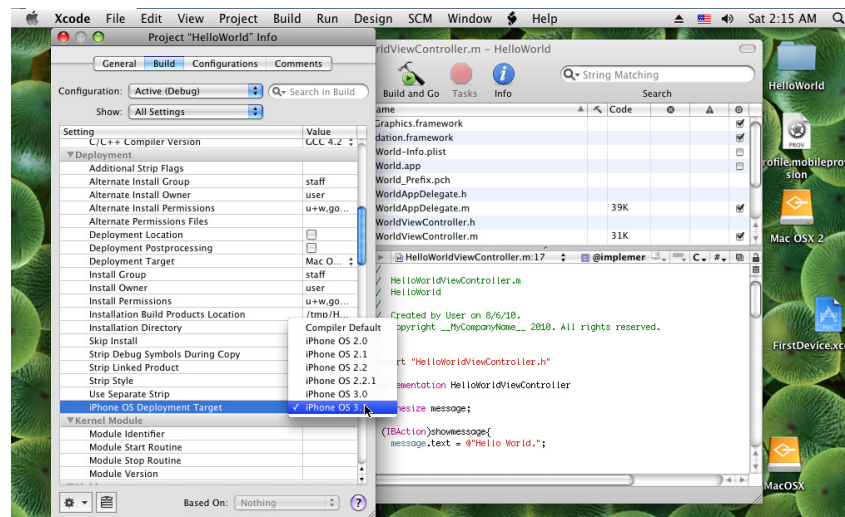 Xcode File Edit View Project Build Run Design SCM Window Help Sat 2:15 AM
Project "HelloWorld" Info
General Build Configurations Comments
Configuration: Active (Debug) Search in Build
Show: All Settings
Setting Value
C/C++ Compiler Version GCC 4.2
Deployment
Additional Strip Flags
Alternate Install Group staff
Alternate Install Owner user
Alternate Install Permissions u+w,go...
Alternate Permissions Files
Deployment Location
Deployment Postprocessing
Deployment Target Mac O...
Install Group staff
Install Owner user
Install Permissions u+w,go...
Installation Build Products Location /tmp/H...
Installation Directory
Skip Install
Strip Debug Symbols During Copy
Strip Linked Product
Strip Style
Use Separate Strip
iPhone OS Deployment Target
Kernel Module
Module Identifier
Module Start Routine
Module Stop Routine
Module Version
Based On: Nothing ?
Compiler Default
iPhone OS 2.0
iPhone OS 2.1
iPhone OS 2.2
iPhone OS 2.2.1
iPhone OS 3.0
✓ iPhone OS 3.
rldViewController.m – HelloWorld
String Matching
Build and Go Tasks Info Search
ame Code
Graphics.framework
dation.framework
World-Info.plist
World.app
World_Prefix.pch
WorldAppDelegate.h
WorldAppDelegate.m 39K
WorldViewController.h
WorldViewController.m 31K
HelloWorldViewController.m:17 @implemer C #
/
/ HelloWorldViewController.m
/ HelloWorld
/
/ Created by User on 8/6/10.
opyright __MyCompanyName__ 2010. All rights reserved.
rt "HelloWorldViewController.h"
ementation HelloWorldViewController
hesize message;
(IBAction)showmessage{
message.text = @"Hello World.";
HelloWorld
PROV
rofile.mobilepro
sion
Mac OSX 2
FirstDevice.xc
MacOSX